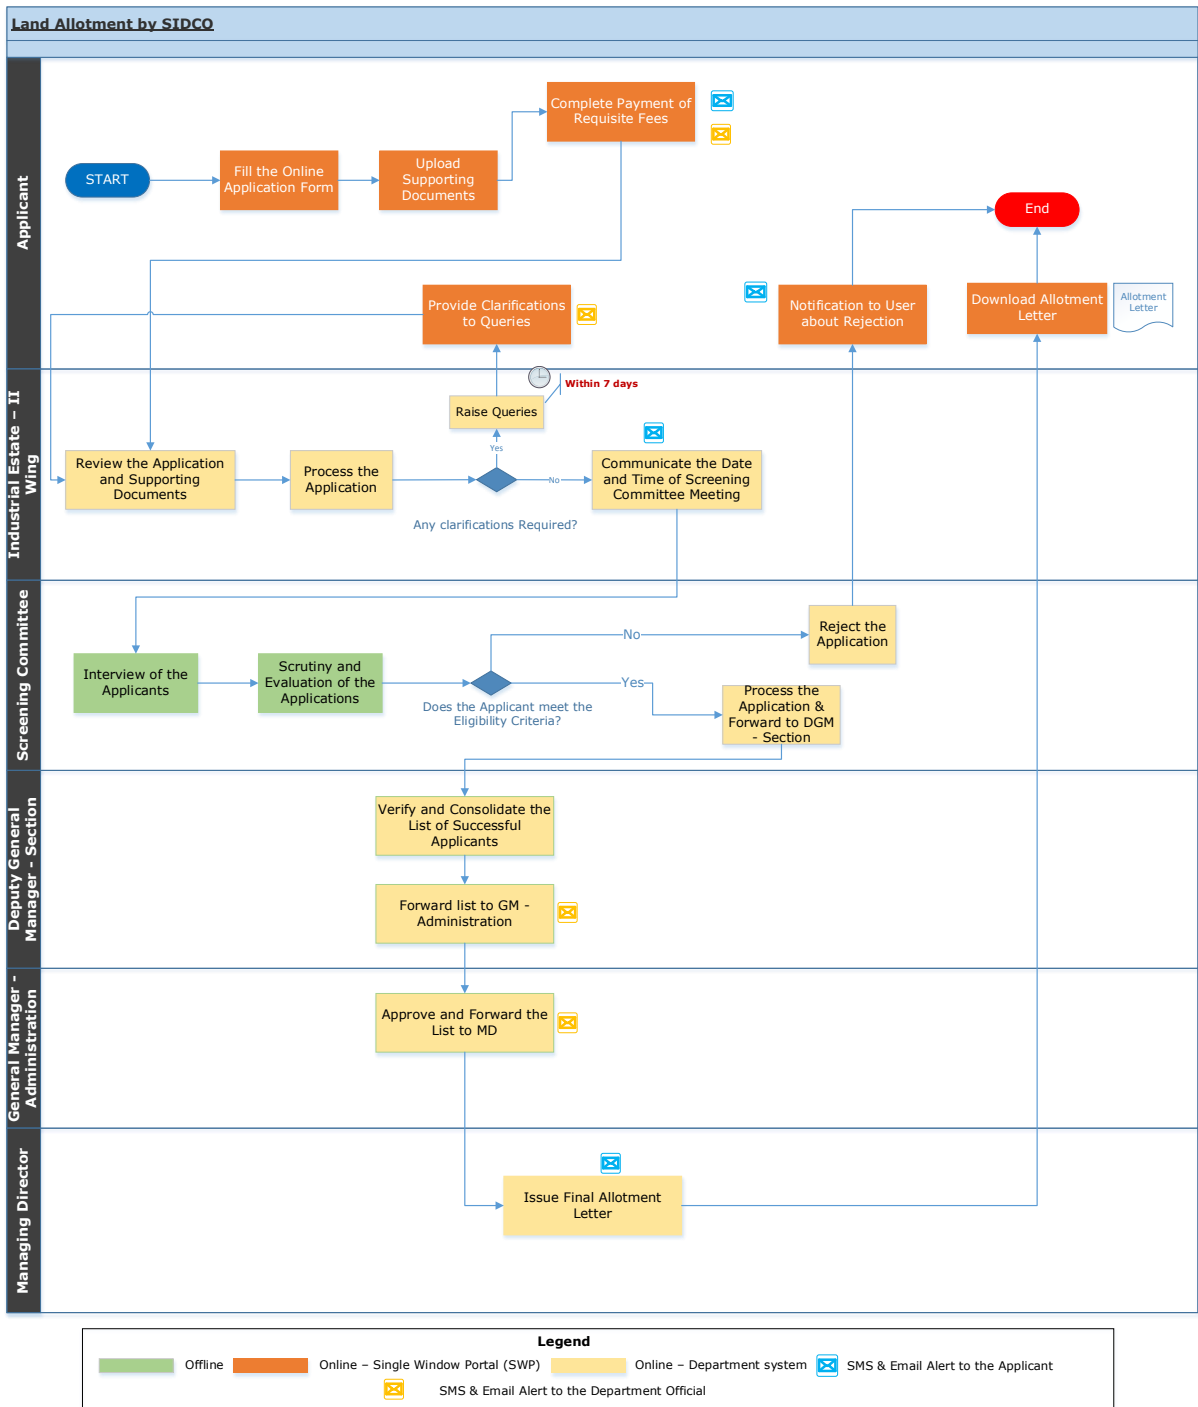 Land Allotment by SIDCO
Applicant
START
Fill the Online
Application Form
Upload
Supporting
Documents
Complete Payment of
Requisite Fees
End
Provide Clarifications
to Queries
Notification to User
about Rejection
Download Allotment
Letter
Allotment
Letter
Industrial Estate – II
Wing
Within 7 days
Raise Queries
Yes
Review the Application
and Supporting
Documents
Process the
Application
No
Communicate the Date
and Time of Screening
Committee Meeting
Any clarifications Required?
Screening Committee
Interview of the
Applicants
Scrutiny and
Evaluation of the
Applications
No
Reject the
Application
Yes
Does the Applicant meet the
Eligibility Criteria?
Process the
Application &
Forward to DGM
- Section
Deputy General
Manager - Section
Verify and Consolidate the
List of Successful
Applicants
Forward list to GM -
Administration
General Manager -
Administration
Approve and Forward the
List to MD
Managing Director
Issue Final Allotment
Letter
Legend
Offline
Online – Single Window Portal (SWP)
Online – Department system
SMS & Email Alert to the Applicant
SMS & Email Alert to the Department Official